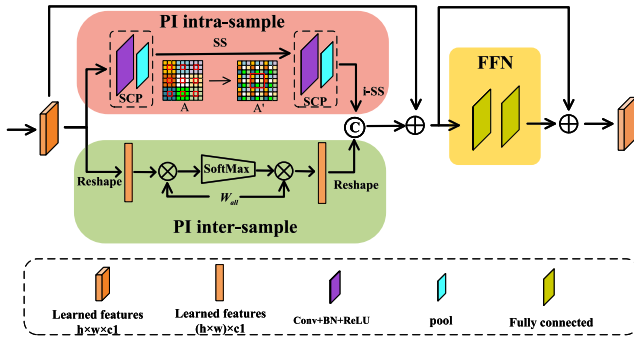 PI intra-sample
SS
SCP
A
A'
SCP
i-SS
FFN
C
Reshape
SoftMax
W_all
Reshape
PI inter-sample
Learned features
h×w×c1
Learned features
(h×w)×c1
Conv+BN+ReLU
pool
Fully connected